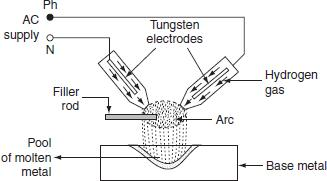 Ph
AC
supply
N
Tungsten
electrodes
Hydrogen
gas
Filler
rod
Arc
Pool
of molten
metal
Base metal